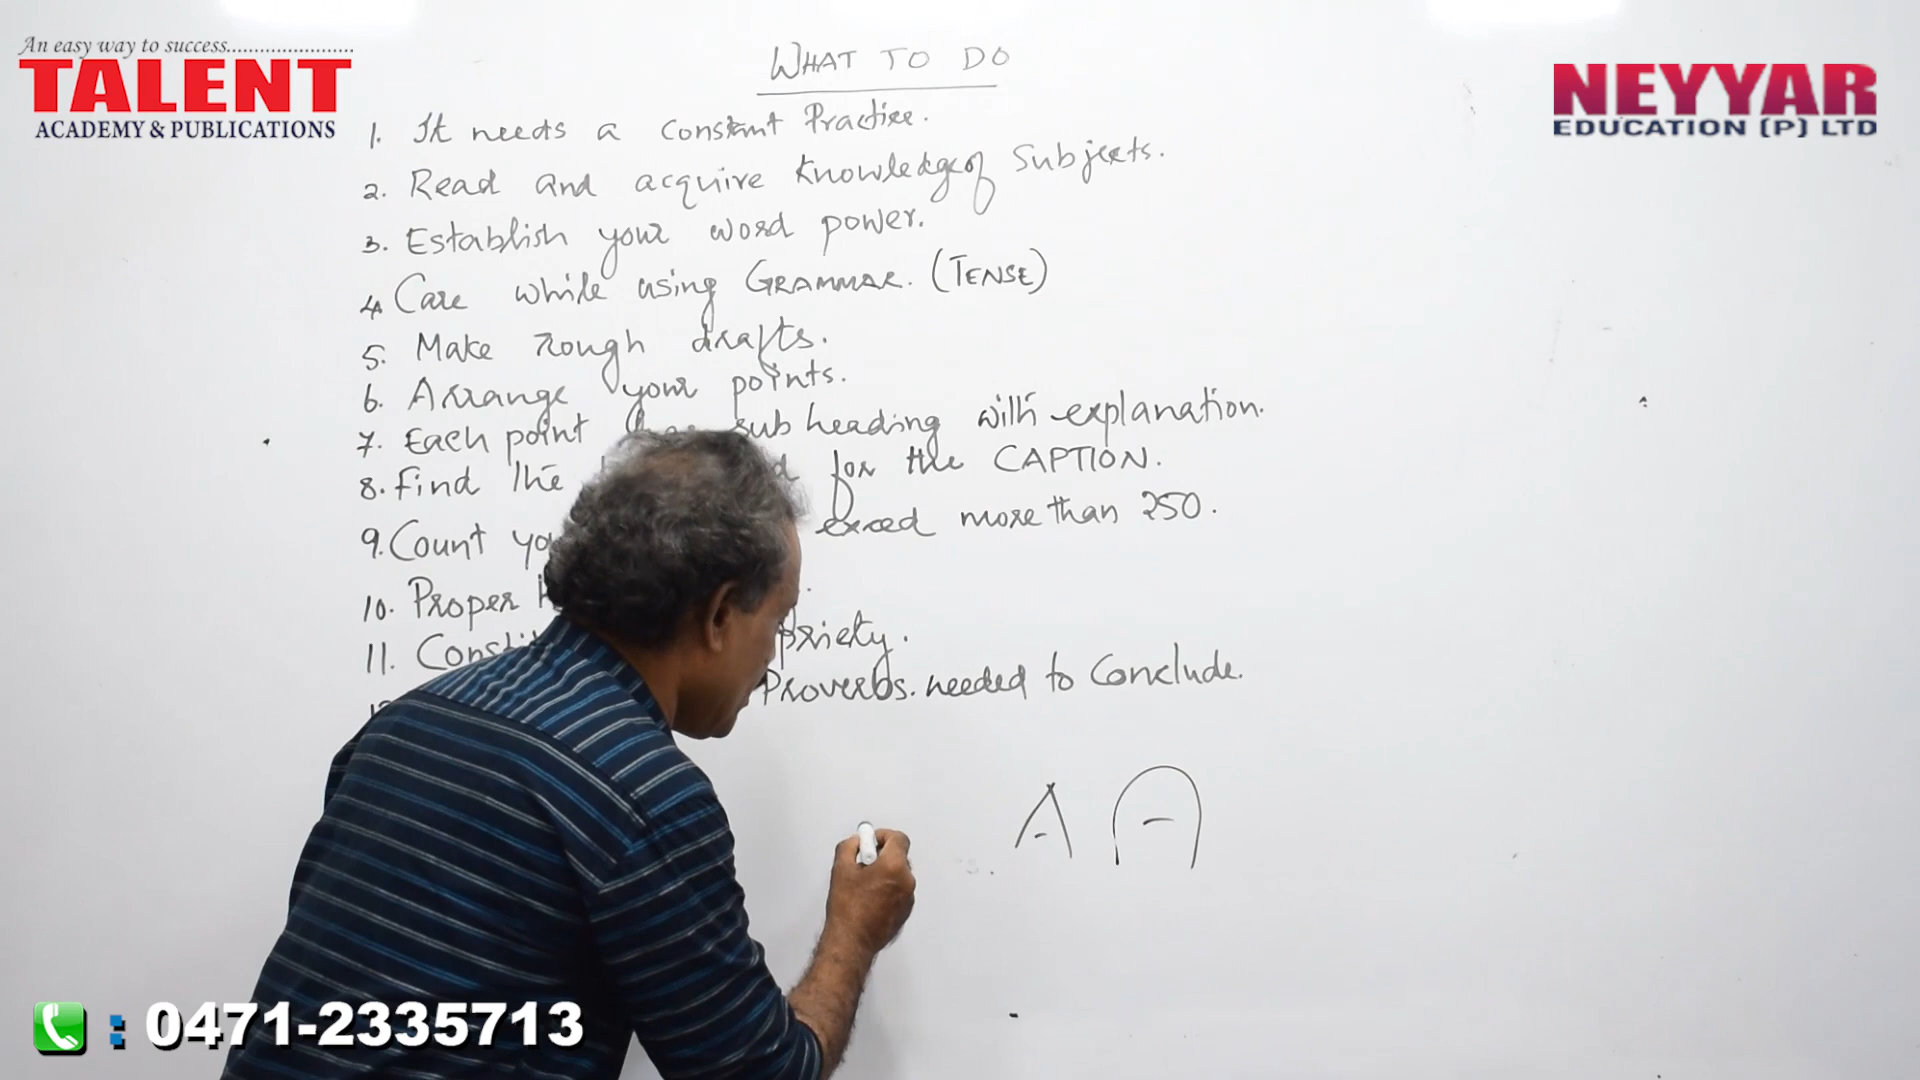 An easy way to success.......................
TALENT
ACADEMY & PUBLICATIONS
NEYYAR
EDUCATION (P) LTD
WHAT TO DO
1. It needs a constant Practice.
2. Read and acquire knowledge of Subjects.
3. Establish your word power.
4. Care while using GRAMMAR. (TENSE)
5. Make rough drafts.
6. Arrange your points.
7. Each point sub heading with explanation.
8. Find the for the CAPTION.
9. Count exceed more than 250.
10. Proper
11.
Proverbs. needed to Conclude.
A A
: 0471-2335713